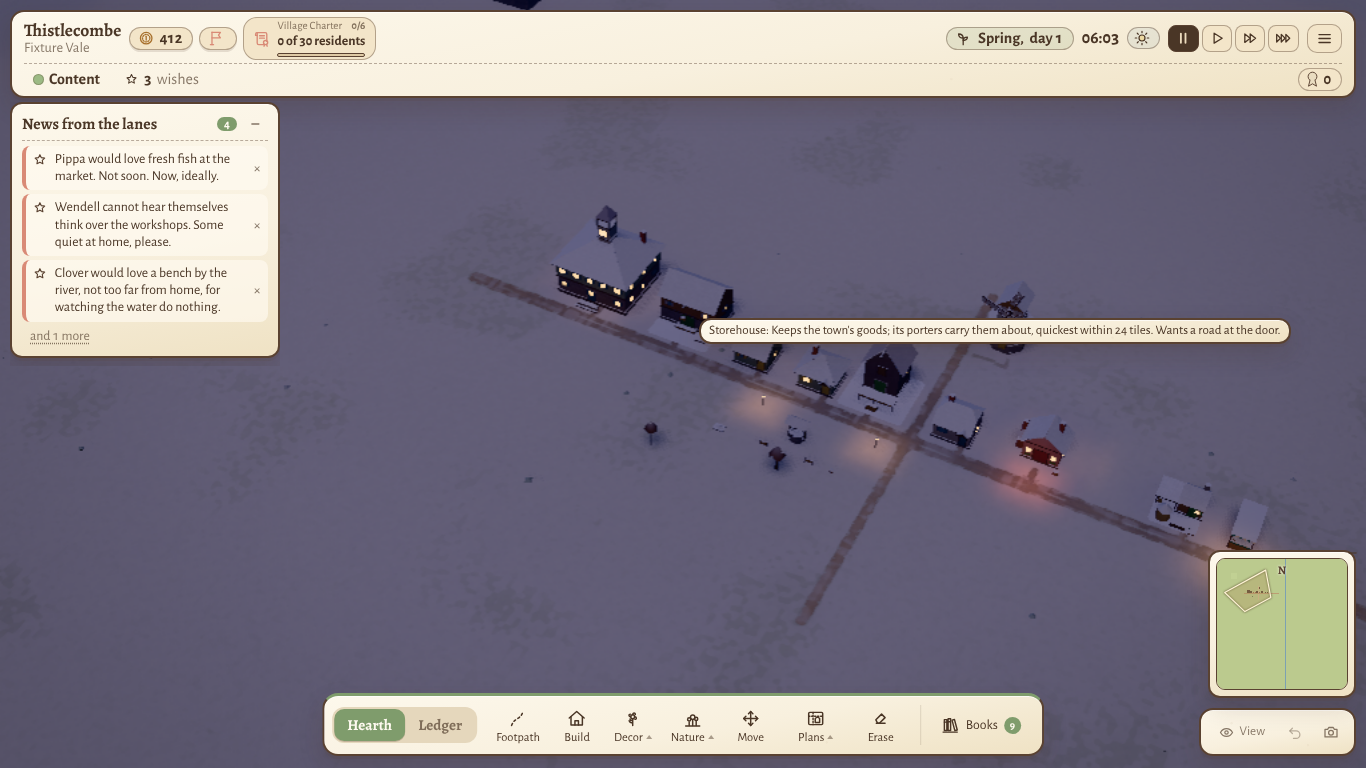 Thistlecombe
Fixture Vale
412
Village Charter 0/6
0 of 30 residents
Spring, day 1
06:03
Content
3 wishes
0
News from the lanes
4
Pippa would love fresh fish at the
market. Not soon. Now, ideally.
Wendell cannot hear themselves
think over the workshops. Some
quiet at home, please.
Clover would love a bench by the
river, not too far from home, for
watching the water do nothing.
and 1 more
Storehouse: Keeps the town's goods; its porters carry them about, quickest within 24 tiles. Wants a road at the door.
N
Hearth
Ledger
Footpath
Build
Decor
Nature
Move
Plans
Erase
Books 9
View